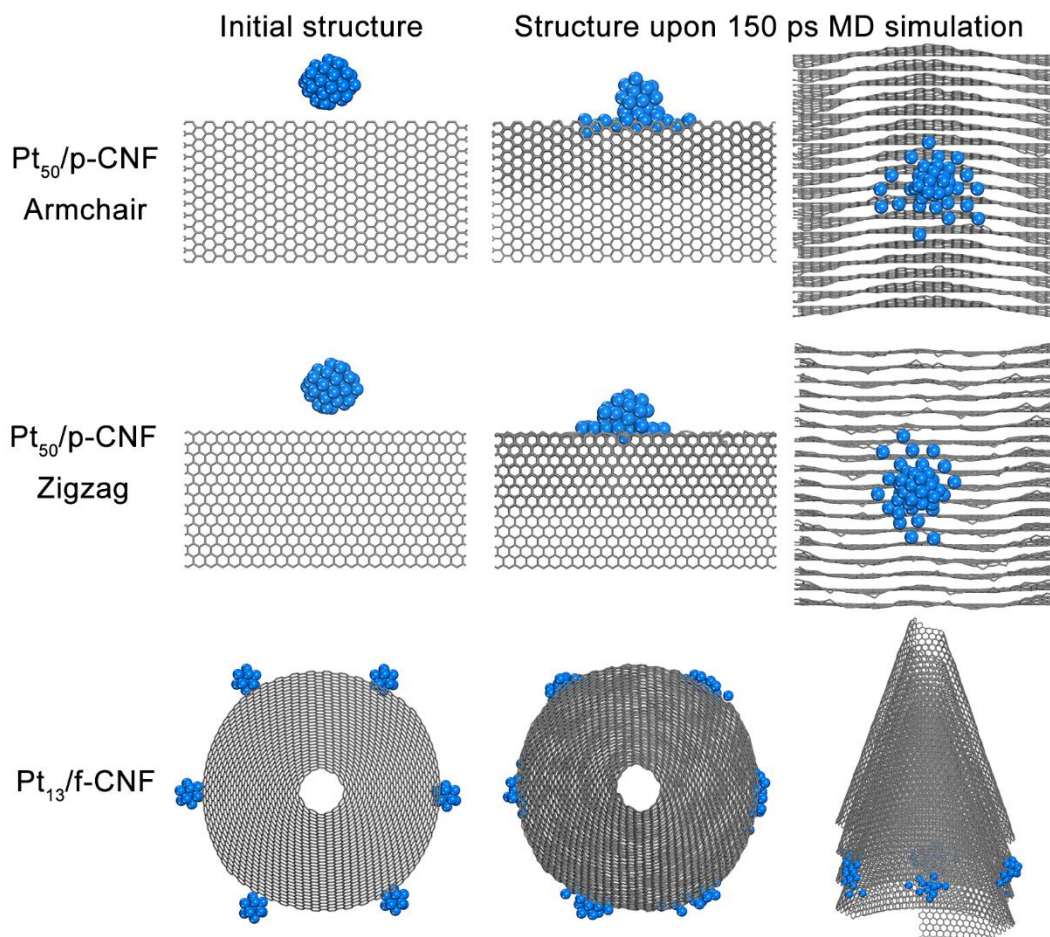 Initial structure
Structure upon 150 ps MD simulation
Pt₅₀/p-CNF
Armchair
Pt₅₀/p-CNF
Zigzag
Pt₁₃/f-CNF